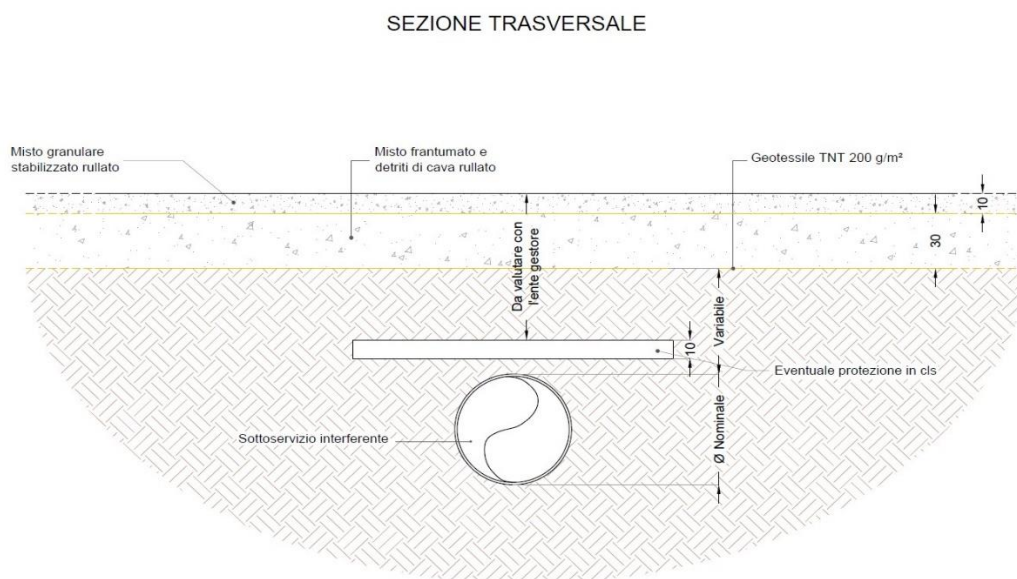 SEZIONE TRASVERSALE
Misto granulare
stabilizzato rullato
Misto frantumato e
detriti di cava rullato
Geotessile TNT 200 g/m²
10
30
Da valutare con
l'ente gestore
Variabile
10
Eventuale protezione in cls
Sottoservizio interferente
Ø Nominale